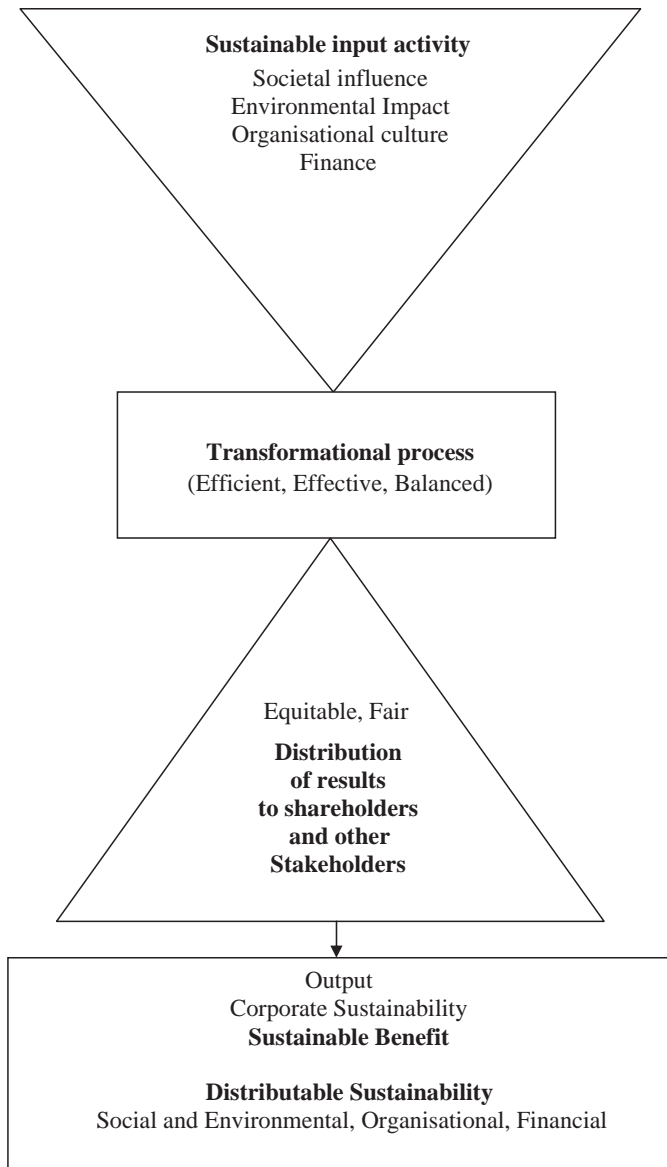 Sustainable input activity
Societal influence
Environmental Impact
Organisational culture
Finance
Transformational process
(Efficient, Effective, Balanced)
Equitable, Fair
Distribution
of results
to shareholders
and other
Stakeholders
Output
Corporate Sustainability
Sustainable Benefit
Distributable Sustainability
Social and Environmental, Organisational, Financial